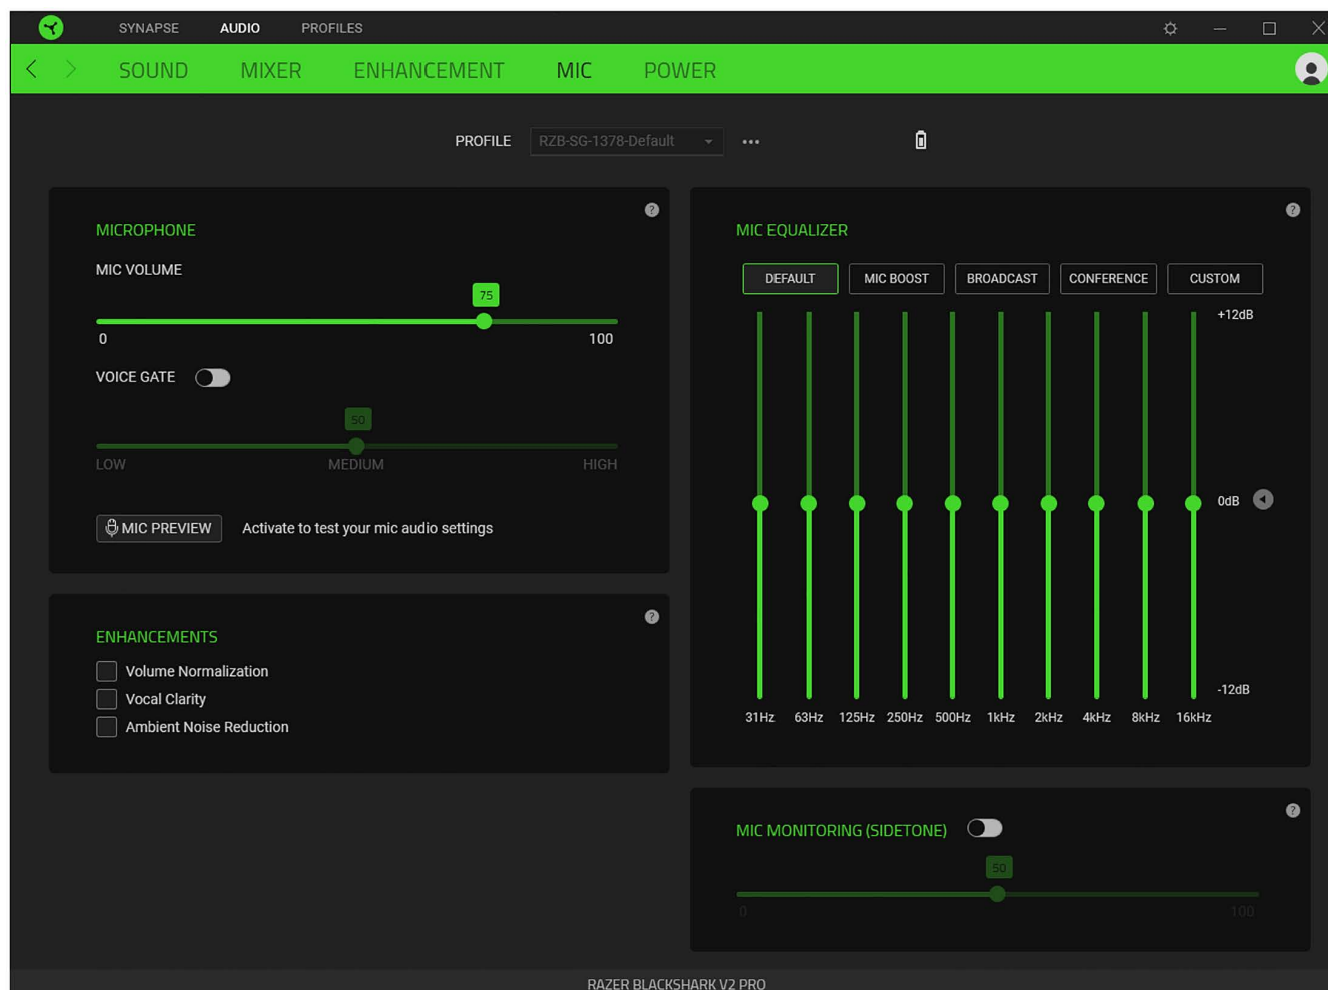 SYNAPSE AUDIO PROFILES
SOUND MIXER ENHANCEMENT MIC POWER
PROFILE RZB-SG-1378-Default
MICROPHONE
MIC VOLUME
75
0 100
VOICE GATE
50
LOW MEDIUM HIGH
MIC PREVIEW Activate to test your mic audio settings
ENHANCEMENTS
Volume Normalization
Vocal Clarity
Ambient Noise Reduction
MIC EQUALIZER
DEFAULT MIC BOOST BROADCAST CONFERENCE CUSTOM
+12dB
0dB
-12dB
31Hz 63Hz 125Hz 250Hz 500Hz 1kHz 2kHz 4kHz 8kHz 16kHz
MIC MONITORING (SIDETONE)
50
0 100
RAZER BLACKSHARK V2 PRO